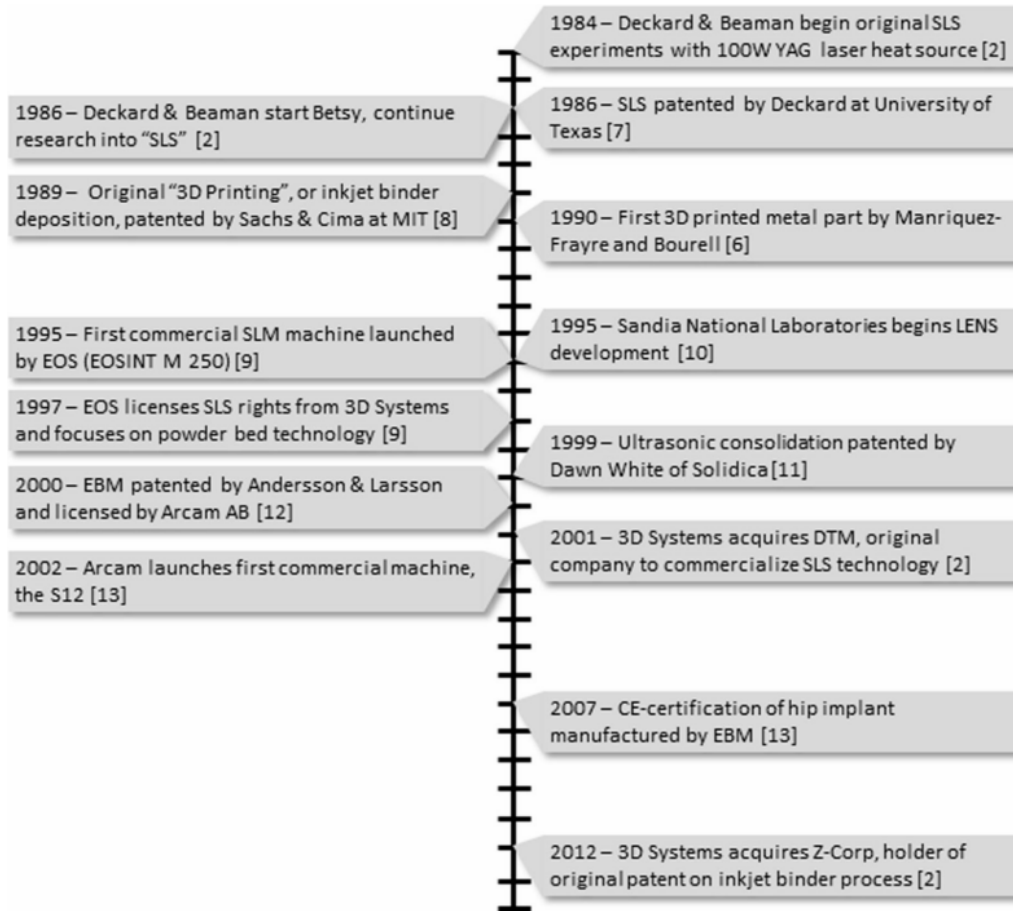 1984 – Deckard & Beaman begin original SLS
experiments with 100W YAG laser heat source [2]
1986 – Deckard & Beaman start Betsy, continue
research into “SLS” [2]
1986 – SLS patented by Deckard at University of
Texas [7]
1989 – Original “3D Printing”, or inkjet binder
deposition, patented by Sachs & Cima at MIT [8]
1990 – First 3D printed metal part by Manriquez-
Frayre and Bourell [6]
1995 – First commercial SLM machine launched
by EOS (EOSINT M 250) [9]
1995 – Sandia National Laboratories begins LENS
development [10]
1997 – EOS licenses SLS rights from 3D Systems
and focuses on powder bed technology [9]
1999 – Ultrasonic consolidation patented by
Dawn White of Solidica [11]
2000 – EBM patented by Andersson & Larsson
and licensed by Arcam AB [12]
2001 – 3D Systems acquires DTM, original
company to commercialize SLS technology [2]
2002 – Arcam launches first commercial machine,
the S12 [13]
2007 – CE-certification of hip implant
manufactured by EBM [13]
2012 – 3D Systems acquires Z-Corp, holder of
original patent on inkjet binder process [2]